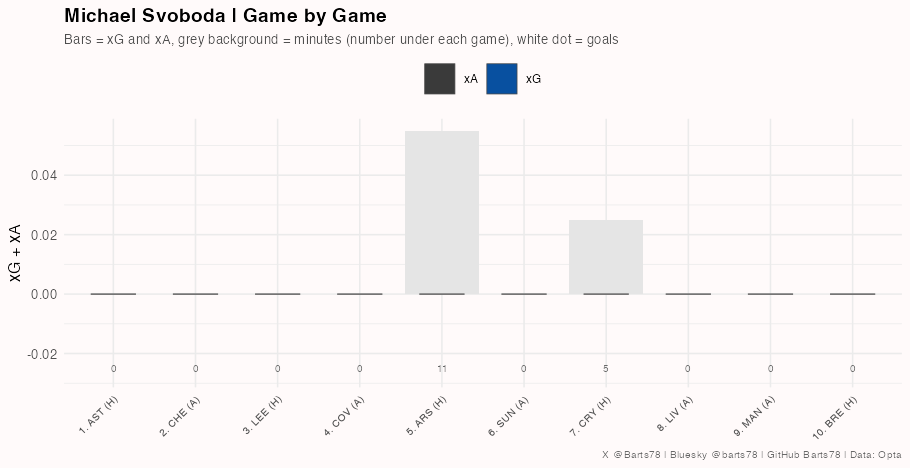 Michael Svoboda | Game by Game
Bars = xG and xA, grey background = minutes (number under each game), white dot = goals
xA xG
xG + xA
0.04
0.02
0.00
-0.02
0 0 0 0 11 0 5 0 0 0
1. AST (H)
2. CHE (A)
3. LEE (H)
4. COV (A)
5. ARS (H)
6. SUN (A)
7. CRY (H)
8. LIV (A)
9. MAN (A)
10. BRE (H)
X @Barts78 | Bluesky @barts78 | GitHub Barts78 | Data: Opta